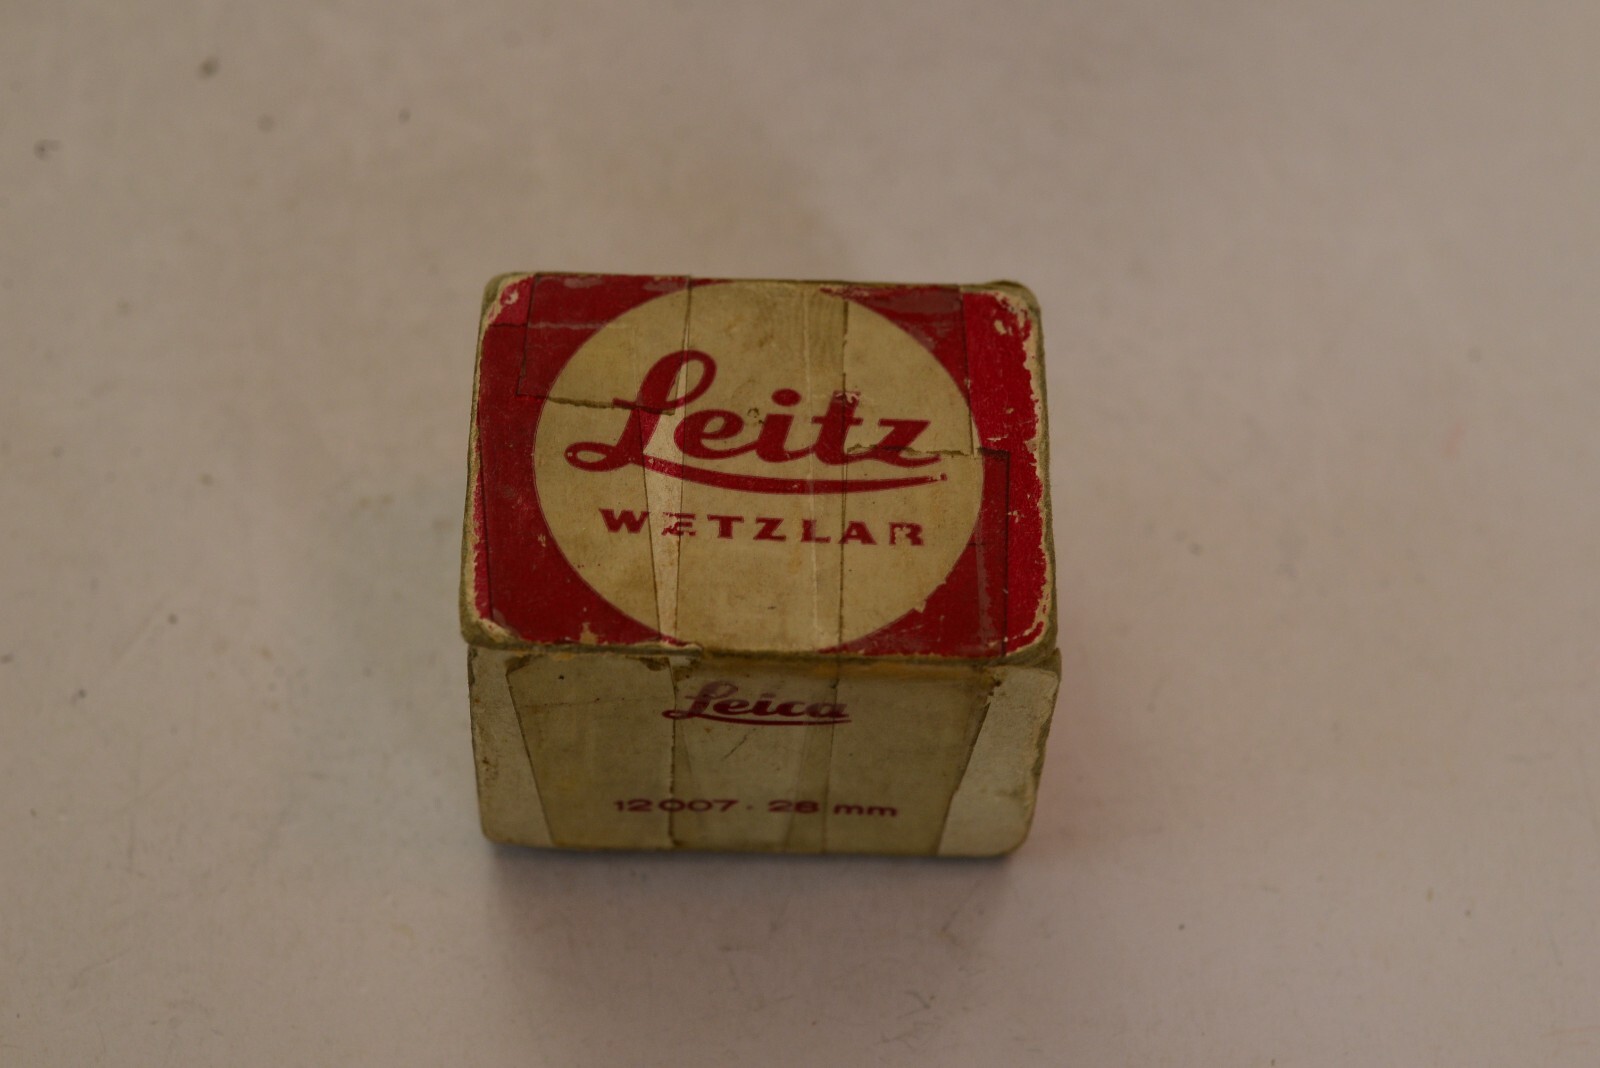 Leitz
WETZLAR
Leica
12007 · 28 mm